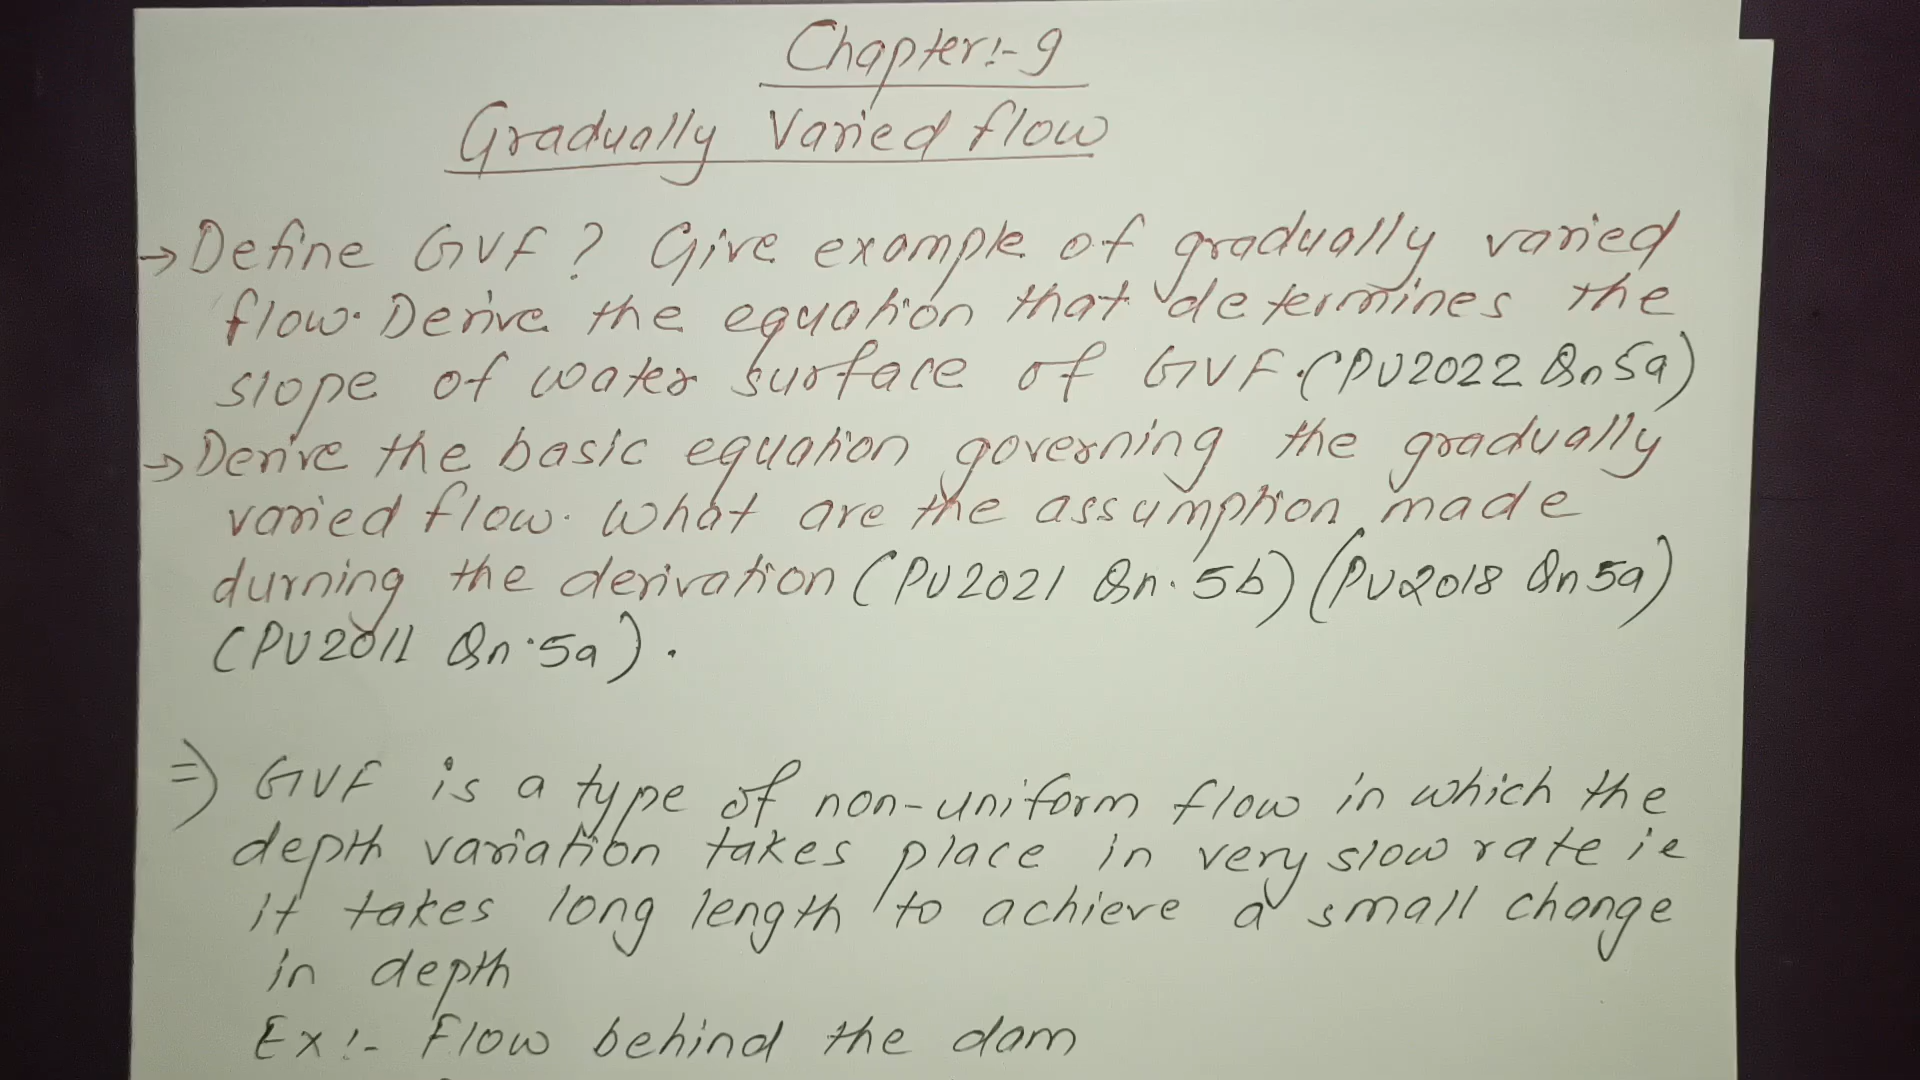 Chapter:-9
Gradually Varied flow
→ Define GVF? Give example of gradually varied
flow. Derive the equation that determines the
slope of water surface of GVF. (PU2022 Qn 5a)
→ Derive the basic equation governing the gradually
varied flow. What are the assumption made
durning the derivation (PU2021 Qn. 5b) (PU2018 Qn 5a)
(PU2011 Qn. 5a).
⇒ GVF is a type of non-uniform flow in which the
depth variation takes place in very slow rate ie
it takes long length to achieve a small change
in depth
Ex:- Flow behind the dam